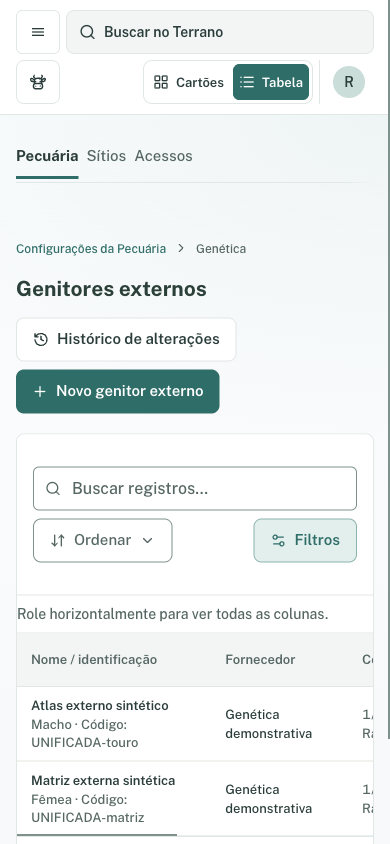 Buscar no Terrano
Cartões
Tabela
R
Pecuária Sítios Acessos
Configurações da Pecuária > Genética
Genitores externos
Histórico de alterações
+ Novo genitor externo
Buscar registros...
Ordenar
Filtros
Role horizontalmente para ver todas as colunas.
Nome / identificação Fornecedor
Atlas externo sintético
Macho · Código:
UNIFICADA-touro
Genética
demonstrativa
Matriz externa sintética
Fêmea · Código:
UNIFICADA-matriz
Genética
demonstrativa